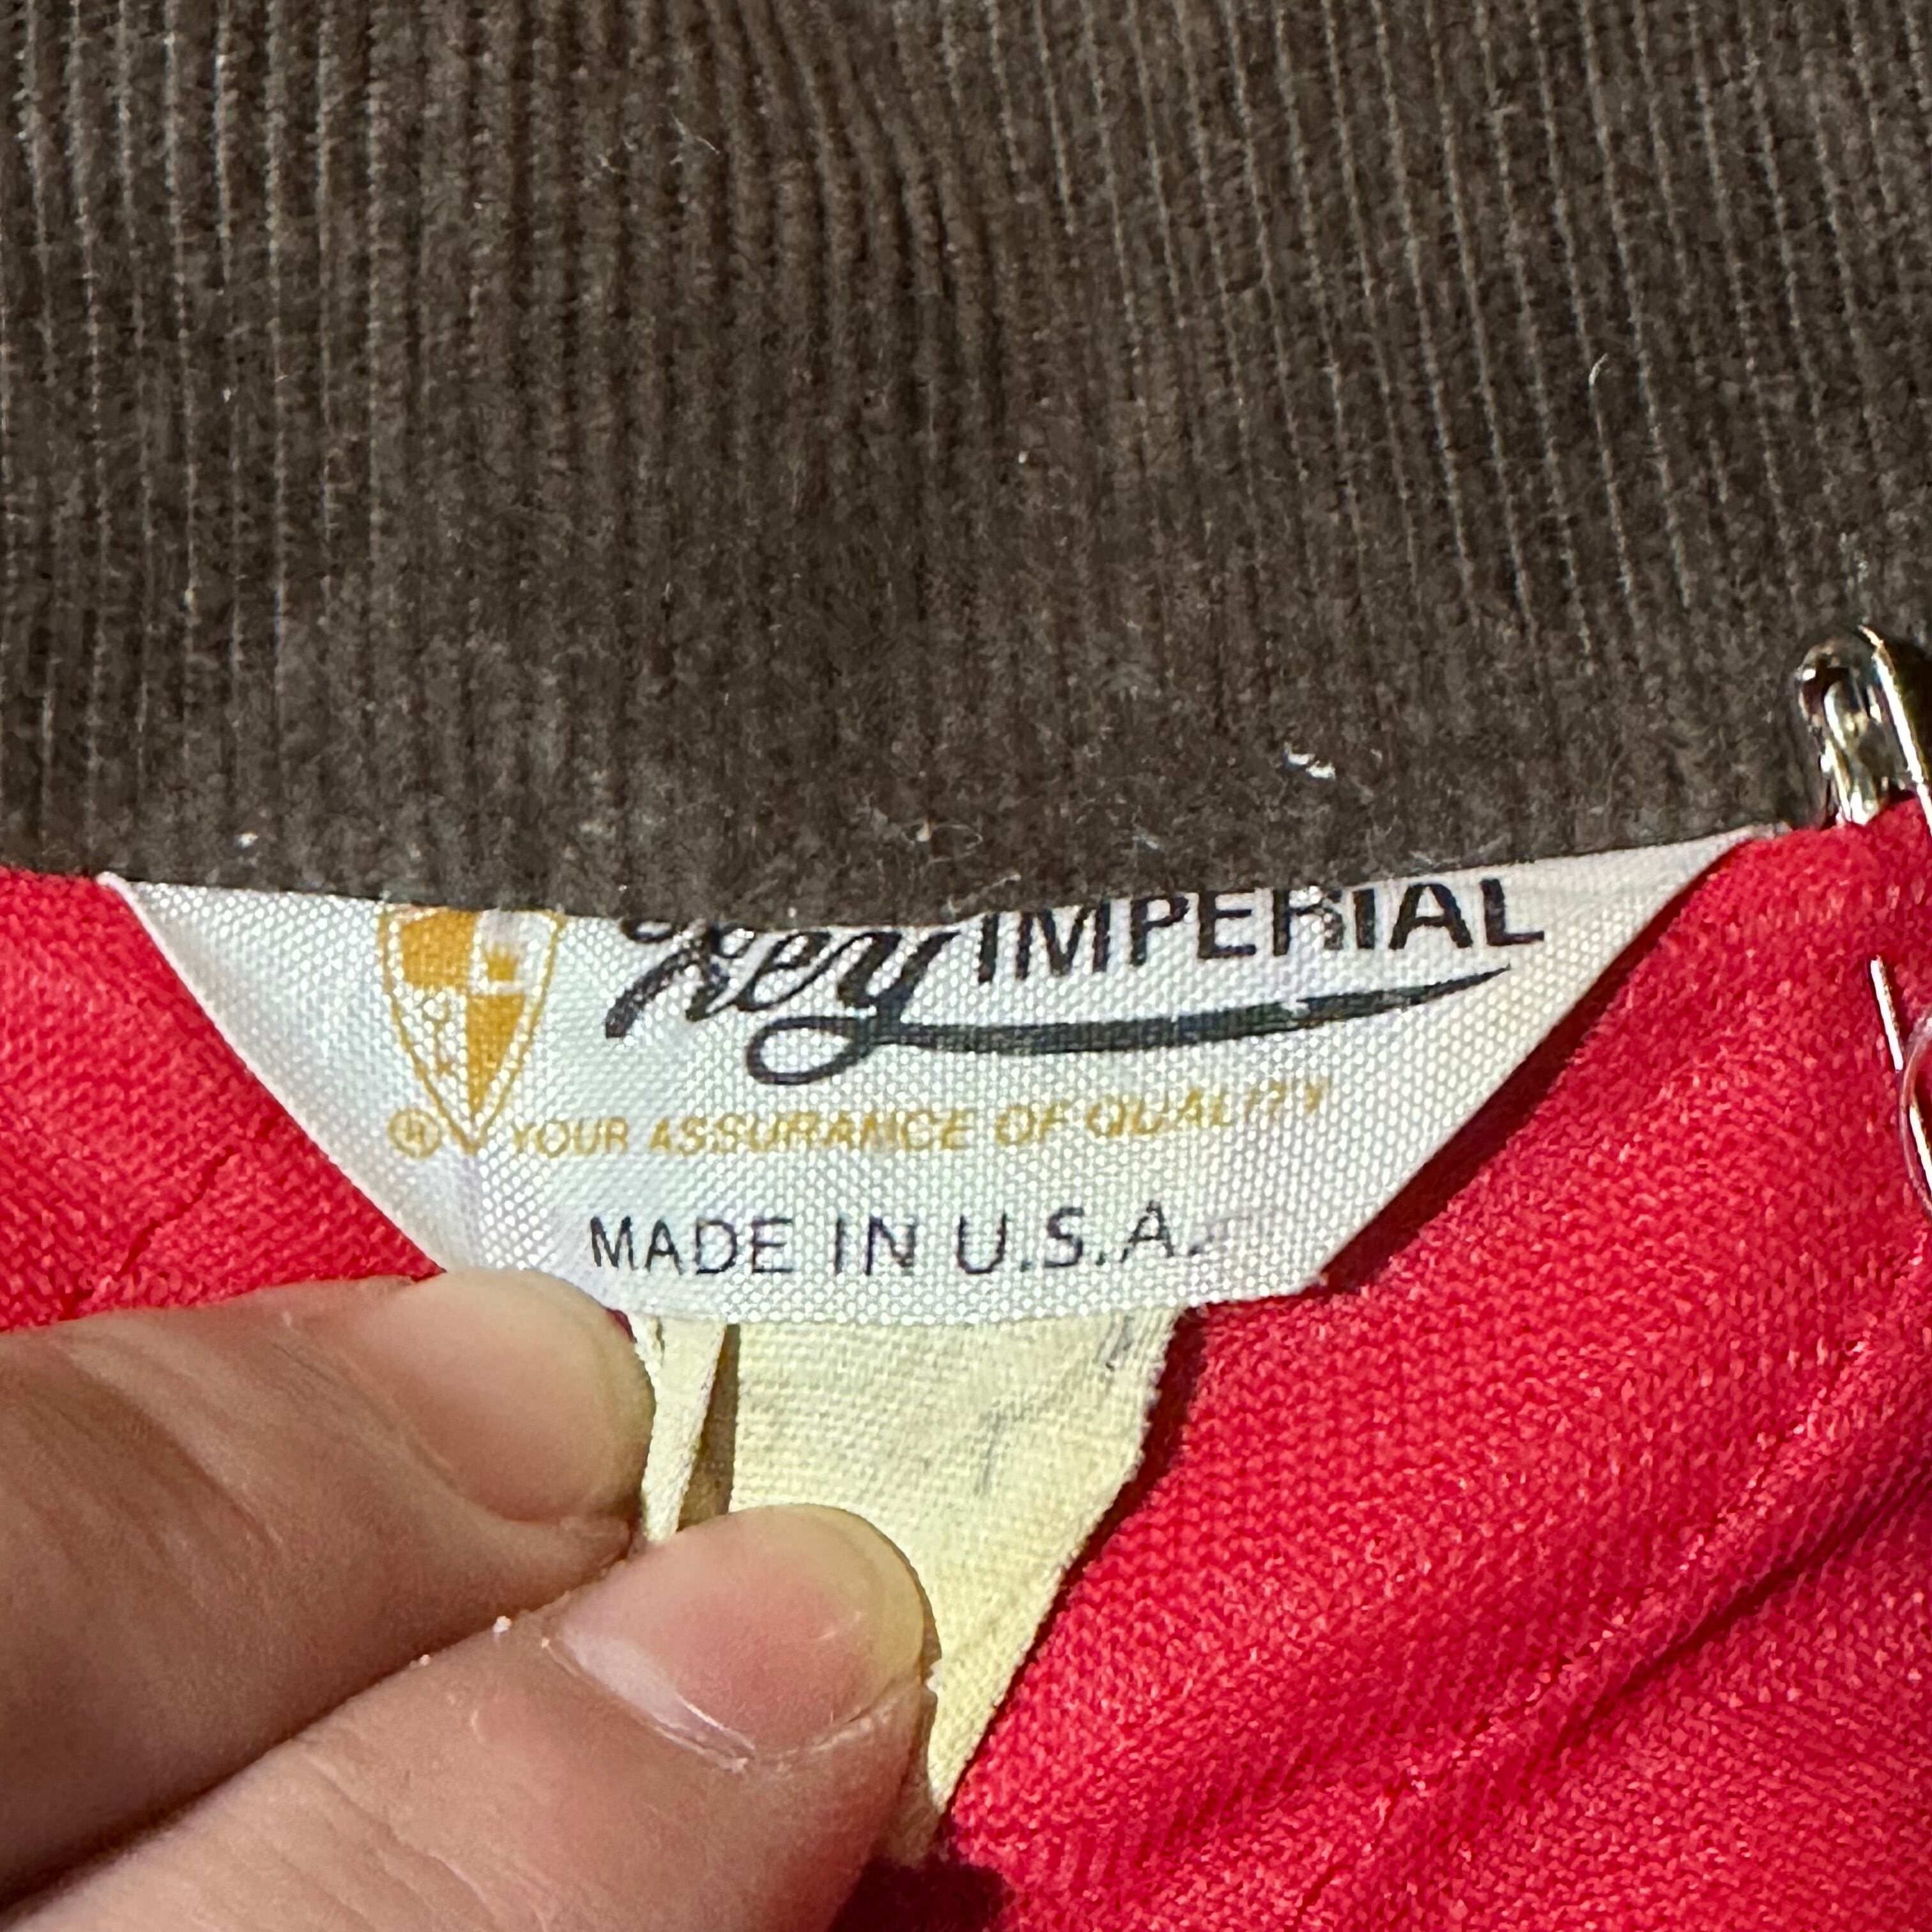 Key IMPERIAL
® YOUR ASSURANCE OF QUALITY
MADE IN U.S.A.